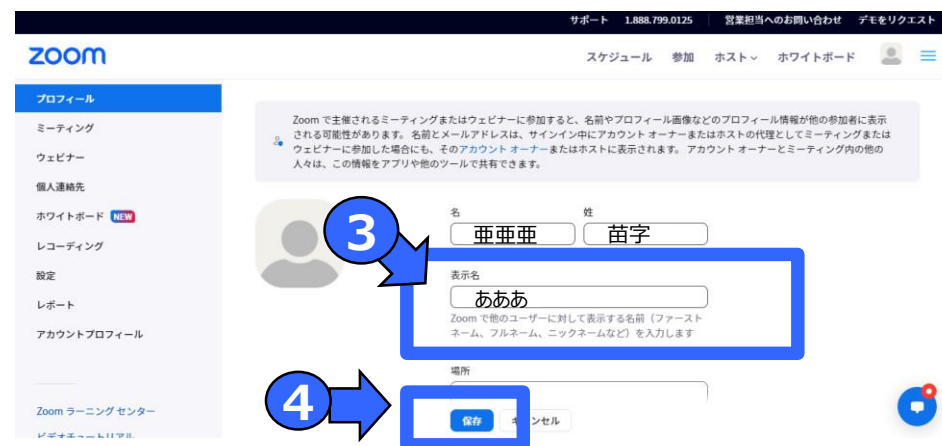 サポート 1.888.799.0125 営業担当へのお問い合わせ デモをリクエスト
zoom
スケジュール 参加 ホスト ホワイトボード
プロフィール
ミーティング
ウェビナー
個人連絡先
ホワイトボード NEW
レコーディング
設定
レポート
アカウントプロフィール
Zoom ラーニング センター
ビデオチュートリアル
Zoom で主催されるミーティングまたはウェビナーに参加すると、名前やプロフィール画像などのプロフィール情報が他の参加者に表示
される可能性があります。 名前とメールアドレスは、サインイン中にアカウント オーナーまたはホストの代理としてミーティングまたは
ウェビナーに参加した場合にも、そのアカウント オーナーまたはホストに表示されます。 アカウント オーナーとミーティング内の他の
人々は、この情報をアプリや他のツールで共有できます。
名 姓
亜亜亜 苗字
3
表示名
あああ
Zoom で他のユーザーに対して表示する名前（ファースト
ネーム、フルネーム、ニックネームなど）を入力します
場所
4
保存 キャンセル